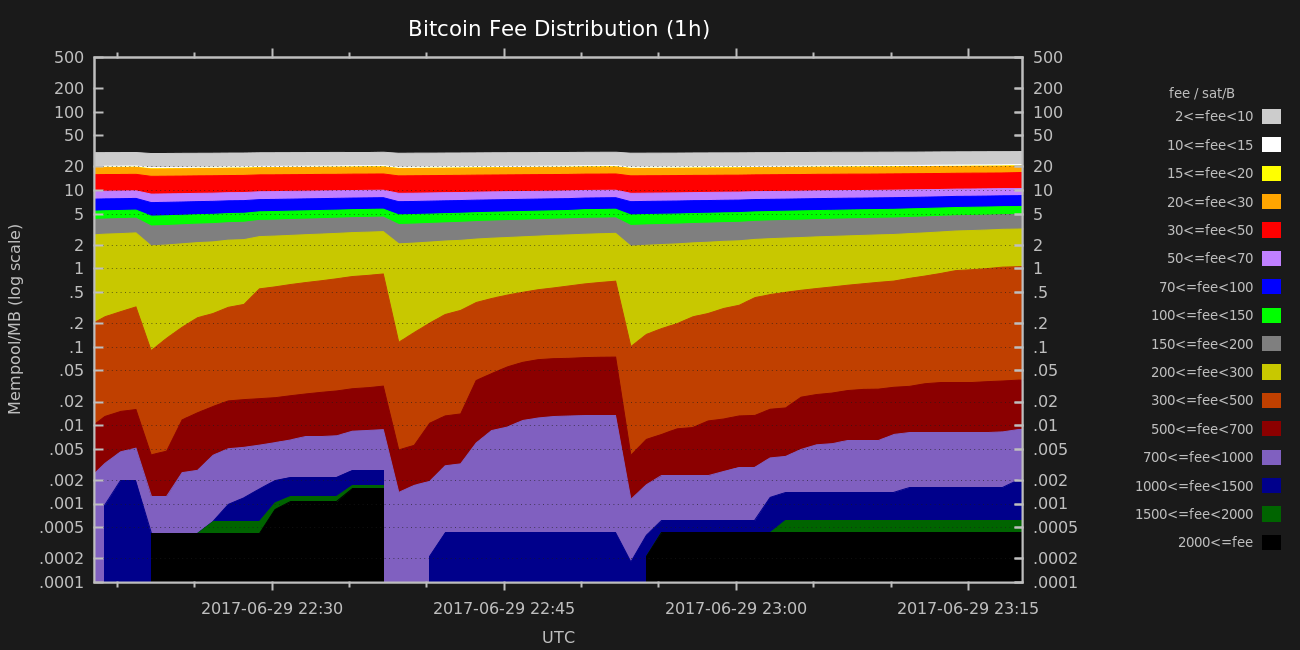 Bitcoin Fee Distribution (1h)
500
200
100
50
20
10
5
2
1
.5
.2
.1
.05
.02
.01
.005
.002
.001
.0005
.0002
.0001
Mempool/MB (log scale)
500
200
100
50
20
10
5
2
1
.5
.2
.1
.05
.02
.01
.005
.002
.001
.0005
.0002
.0001
2017-06-29 22:30
2017-06-29 22:45
2017-06-29 23:00
2017-06-29 23:15
UTC
fee / sat/B
2<=fee<10
10<=fee<15
15<=fee<20
20<=fee<30
30<=fee<50
50<=fee<70
70<=fee<100
100<=fee<150
150<=fee<200
200<=fee<300
300<=fee<500
500<=fee<700
700<=fee<1000
1000<=fee<1500
1500<=fee<2000
2000<=fee